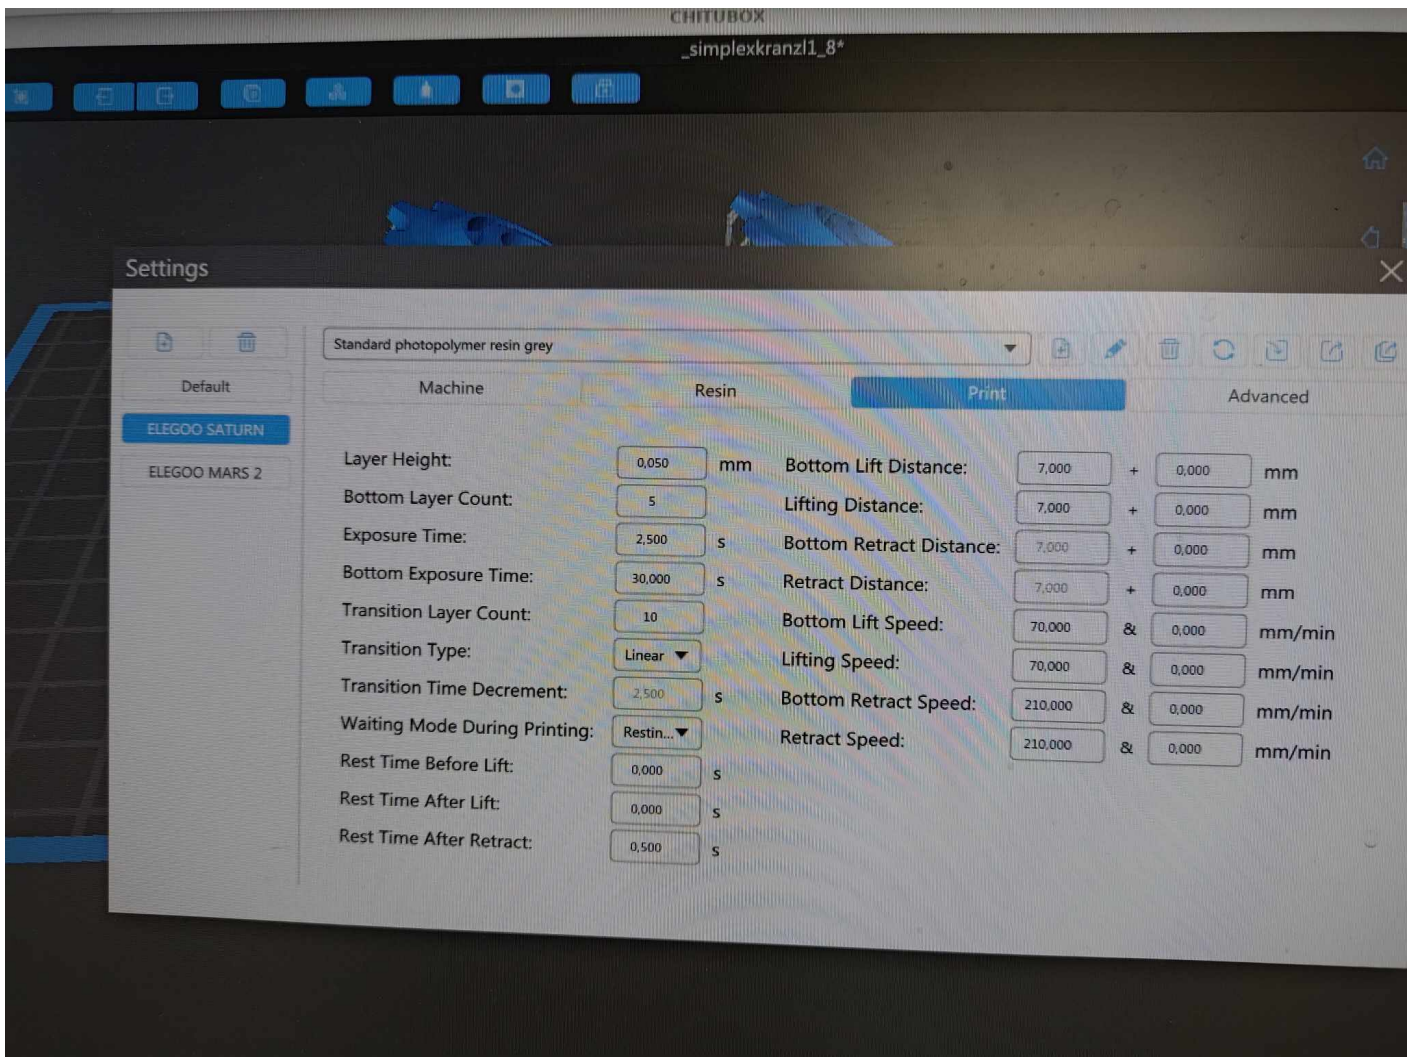 CHITUBOX
_simplexkranzl1_8*
Settings
Standard photopolymer resin grey
Default
ELEGOO SATURN
ELEGOO MARS 2
Machine
Resin
Print
Advanced
Layer Height: 0,050 mm
Bottom Layer Count: 5
Exposure Time: 2,500 s
Bottom Exposure Time: 30,000 s
Transition Layer Count: 10
Transition Type: Linear
Transition Time Decrement: 2,500 s
Waiting Mode During Printing: Restin...
Rest Time Before Lift: 0,000 s
Rest Time After Lift: 0,000 s
Rest Time After Retract: 0,500 s
Bottom Lift Distance: 7,000 + 0,000 mm
Lifting Distance: 7,000 + 0,000 mm
Bottom Retract Distance: 7,000 + 0,000 mm
Retract Distance: 7,000 + 0,000 mm
Bottom Lift Speed: 70,000 & 0,000 mm/min
Lifting Speed: 70,000 & 0,000 mm/min
Bottom Retract Speed: 210,000 & 0,000 mm/min
Retract Speed: 210,000 & 0,000 mm/min